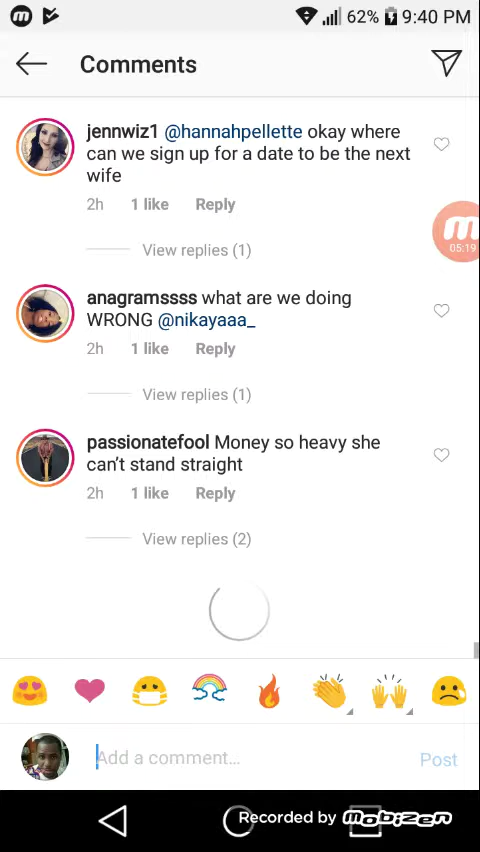 62% 9:40 PM
Comments
jennwiz1 @hannahpellette okay where
can we sign up for a date to be the next
wife
2h 1 like Reply
View replies (1)
05:19
anagramssss what are we doing
WRONG @nikayaaa_
2h 1 like Reply
View replies (1)
passionatefool Money so heavy she
can't stand straight
2h 1 like Reply
View replies (2)
Add a comment... Post
Recorded by mobizen